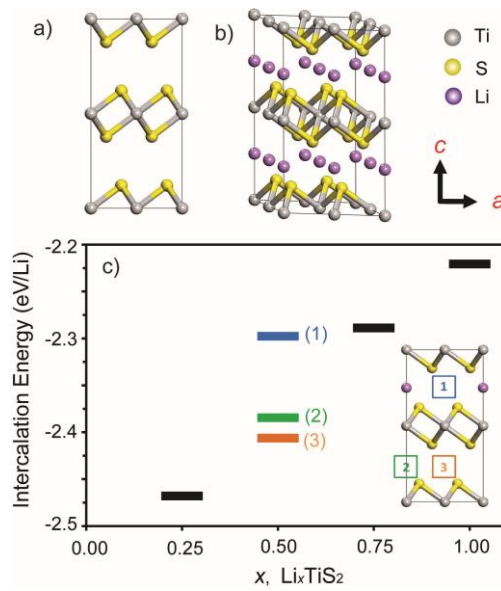 a)
b)
Ti
S
Li
c
a
c)
Intercalation Energy (eV/Li)
-2.2
-2.3
-2.4
-2.5
(1)
(2)
(3)
1
2
3
0.00
0.25
0.50
0.75
1.00
x, LiₓTiS₂